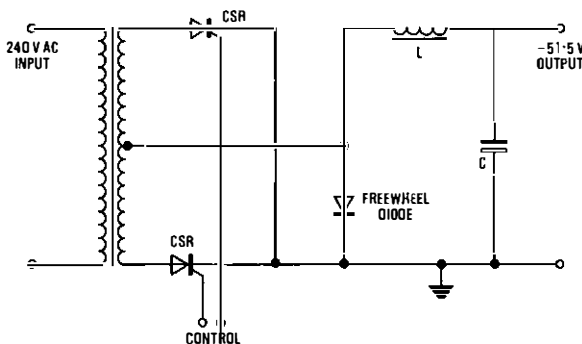 CSR
240 V AC
INPUT
-51·5 V
OUTPUT
L
C
FREEWHEEL
DIODE
CSR
CONTROL